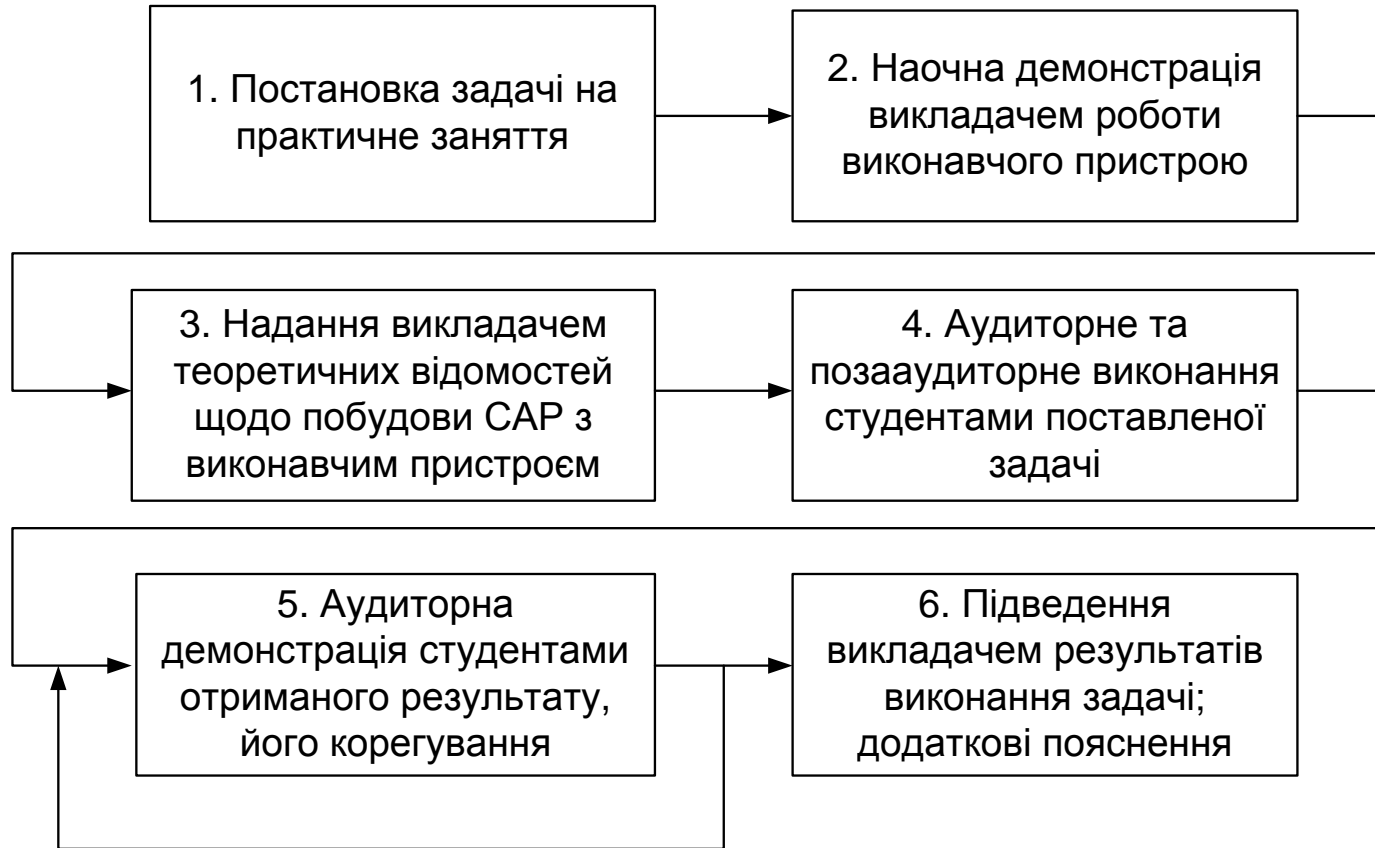 1. Постановка задачі на
практичне заняття
2. Наочна демонстрація
викладачем роботи
виконавчого пристрою
3. Надання викладачем
теоретичних відомостей
щодо побудови САР з
виконавчим пристроєм
4. Аудиторне та
позааудиторне виконання
студентами поставленої
задачі
5. Аудиторна
демонстрація студентами
отриманого результату,
його корегування
6. Підведення
викладачем результатів
виконання задачі;
додаткові пояснення